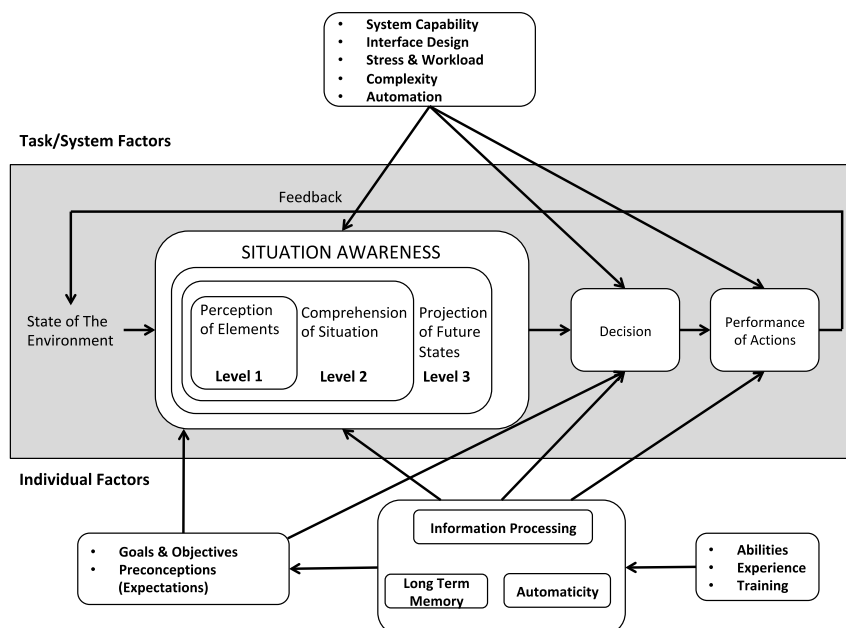 • System Capability
• Interface Design
• Stress & Workload
• Complexity
• Automation
Task/System Factors
Feedback
SITUATION AWARENESS
State of The
Environment
Perception
of Elements
Level 1
Comprehension
of Situation
Level 2
Projection
of Future
States
Level 3
Decision
Performance
of Actions
Individual Factors
• Goals & Objectives
• Preconceptions
(Expectations)
Information Processing
Long Term
Memory
Automaticity
• Abilities
• Experience
• Training